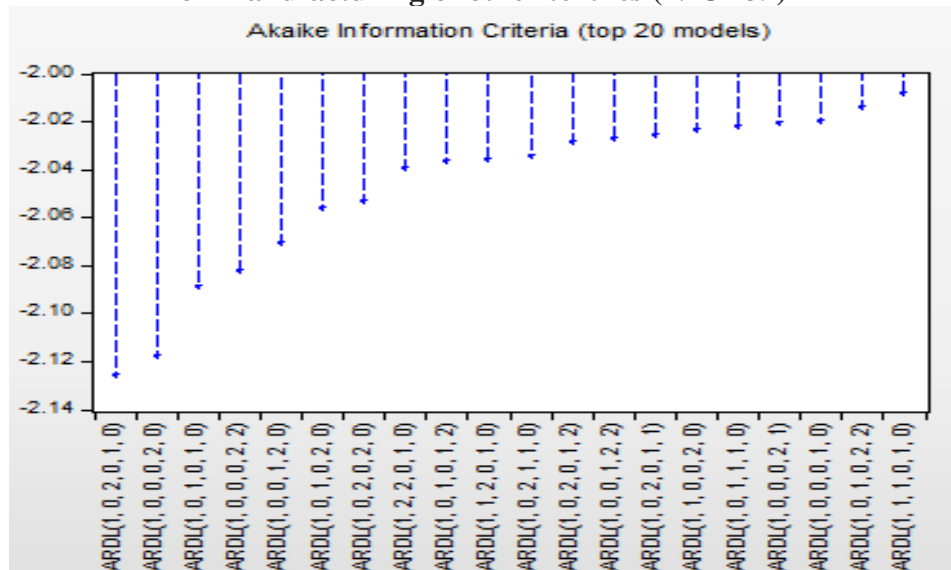 manufacturing of other textiles
Akaike Information Criteria (top 20 models)
-2.00
-2.02
-2.04
-2.06
-2.08
-2.10
-2.12
-2.14
ARDL(1, 0, 2, 0, 1, 0)
ARDL(1, 0, 0, 0, 2, 0)
ARDL(1, 0, 1, 0, 1, 0)
ARDL(1, 0, 0, 0, 2, 2)
ARDL(1, 0, 0, 1, 2, 0)
ARDL(1, 0, 1, 0, 2, 0)
ARDL(1, 0, 2, 0, 2, 0)
ARDL(1, 2, 2, 0, 1, 0)
ARDL(1, 0, 1, 0, 1, 2)
ARDL(1, 1, 2, 0, 1, 0)
ARDL(1, 0, 2, 1, 1, 0)
ARDL(1, 0, 2, 0, 1, 2)
ARDL(1, 0, 0, 1, 2, 2)
ARDL(1, 0, 2, 0, 1, 1)
ARDL(1, 1, 0, 0, 2, 0)
ARDL(1, 0, 1, 1, 1, 0)
ARDL(1, 0, 0, 0, 2, 1)
ARDL(1, 0, 0, 0, 1, 0)
ARDL(1, 0, 1, 0, 2, 2)
ARDL(1, 1, 1, 0, 1, 0)